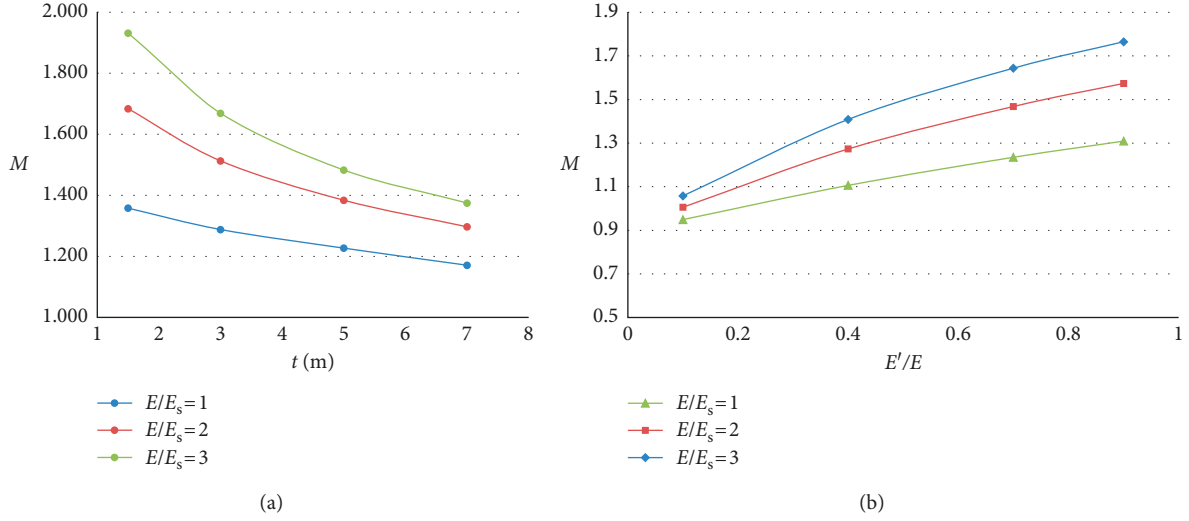 2.000
1.800
1.600
1.400
1.200
1.000
M
1 2 3 4 5 6 7 8
t (m)
E/Es = 1
E/Es = 2
E/Es = 3
(a)
1.9
1.7
1.5
1.3
1.1
0.9
0.7
0.5
M
0 0.2 0.4 0.6 0.8 1
E′/E
E/Es = 1
E/Es = 2
E/Es = 3
(b)